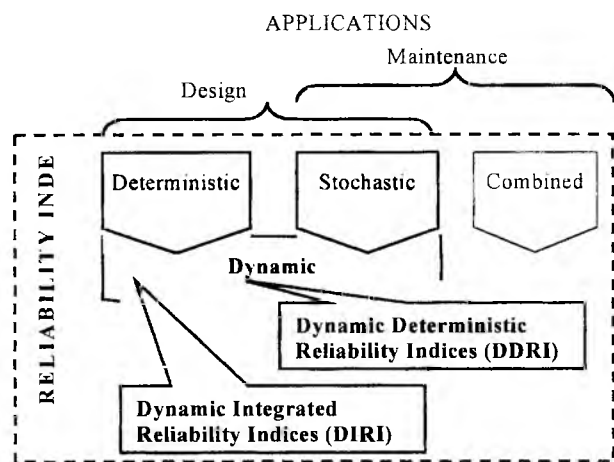 APPLICATIONS
Maintenance
Design
RELIABILITY INDE
Deterministic
Stochastic
Combined
Dynamic
Dynamic Deterministic
Reliability Indices (DDRI)
Dynamic Integrated
Reliability Indices (DIRI)